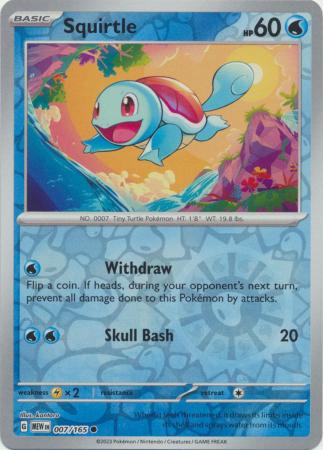 BASIC
Squirtle
HP 60
NO. 0007 Tiny Turtle Pokémon HT: 1'8" WT: 19.8 lbs.
Withdraw
Flip a coin. If heads, during your opponent's next turn,
prevent all damage done to this Pokémon by attacks.
Skull Bash 20
weakness ×2 resistance retreat
Illus. kantaro
G MEW EN 007/165
When it feels threatened, it draws its limbs
inside its shell and sprays water from its mouth.
©2023 Pokémon / Nintendo / Creatures / GAME FREAK